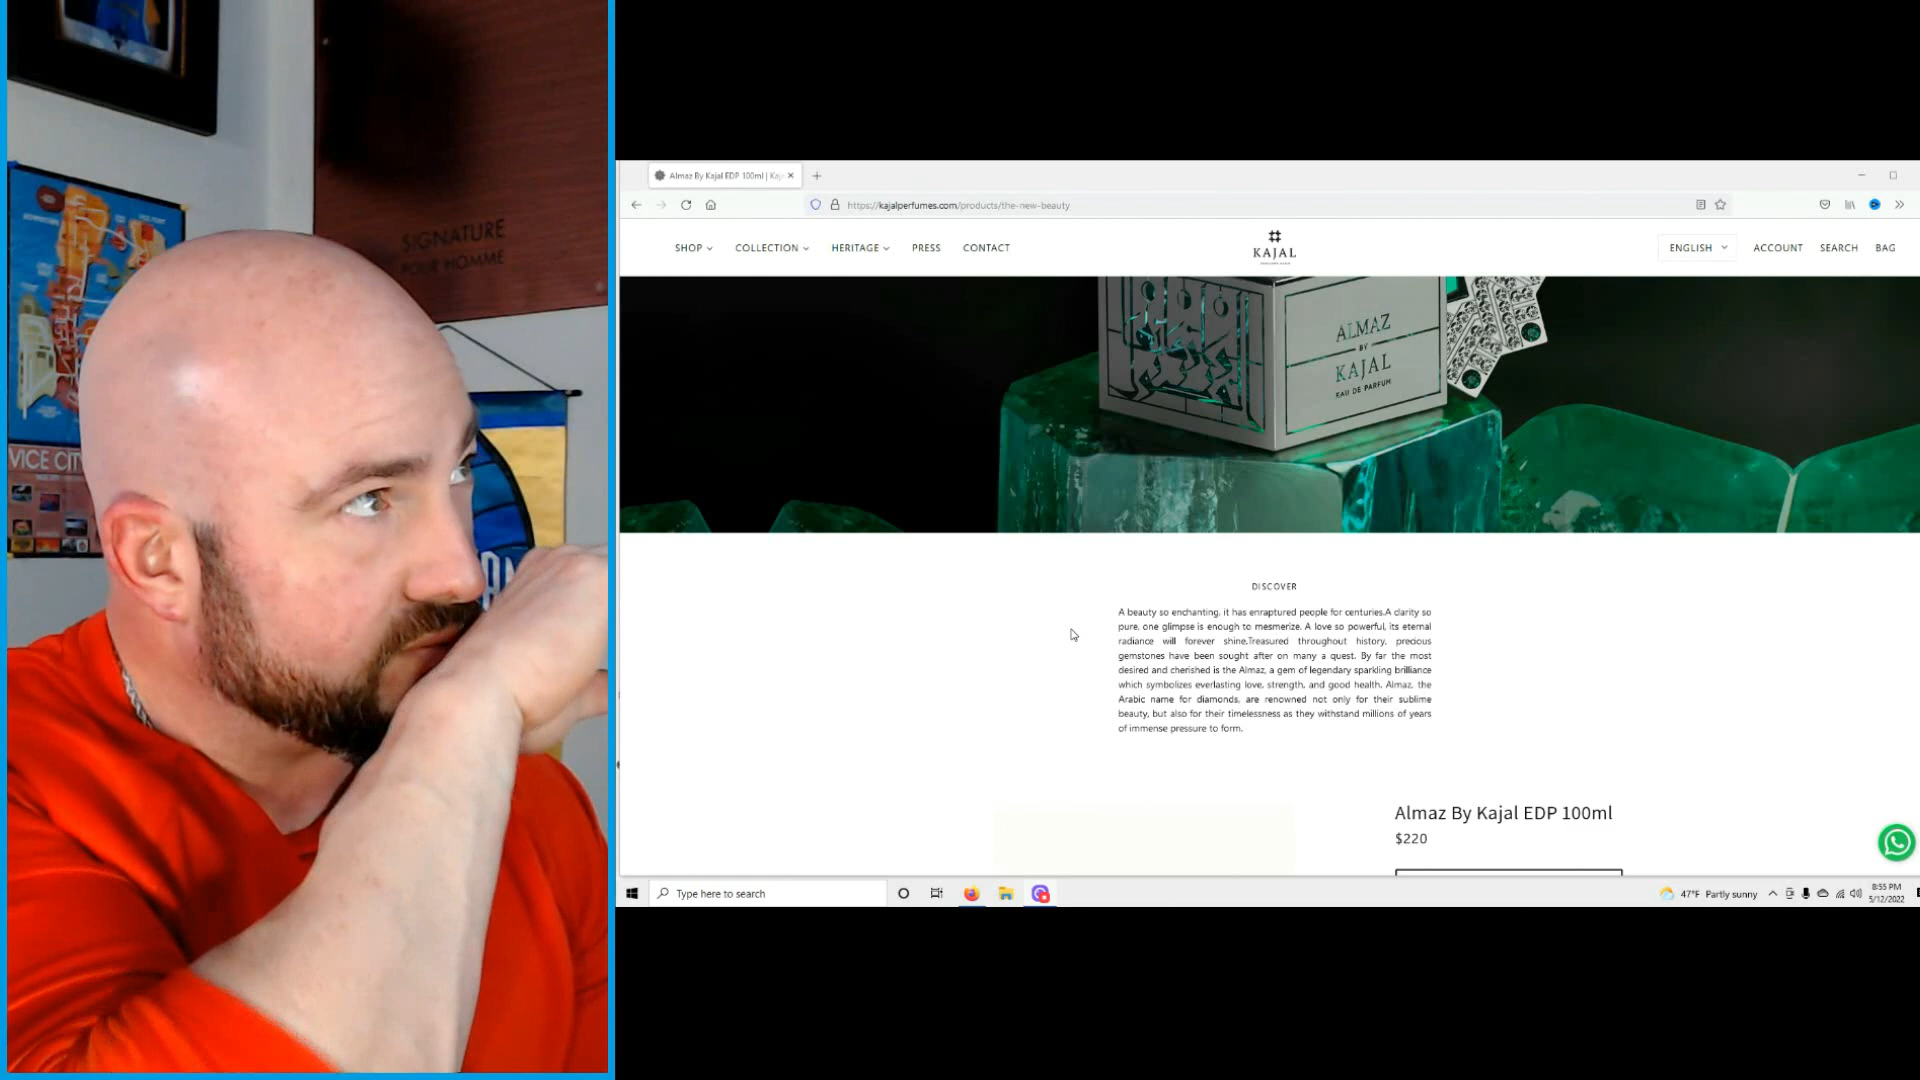 SIGNATURE
POUR HOMME
VICE CIT
Almaz By Kajal EDP 100ml | Kaj
https://kajalperfumes.com/products/the-new-beauty
SHOP
COLLECTION
HERITAGE
PRESS
CONTACT
KAJAL
ENGLISH
ACCOUNT
SEARCH
BAG
ALMAZ
BY
KAJAL
EAU DE PARFUM
DISCOVER
A beauty so enchanting, it has enraptured people for centuries.A clarity so
pure, one glimpse is enough to mesmerize. A love so powerful, its eternal
radiance will forever shine.Treasured throughout history, precious
gemstones have been sought after on many a quest. By far the most
desired and cherished is the Almaz, a gem of legendary sparkling brilliance
which symbolizes everlasting love, strength, and good health. Almaz, the
Arabic name for diamonds, are renowned not only for their sublime
beauty, but also for their timelessness as they withstand millions of years
of immense pressure to form.
Almaz By Kajal EDP 100ml
$220
Type here to search
47°F Partly sunny
8:55 PM
5/12/2022